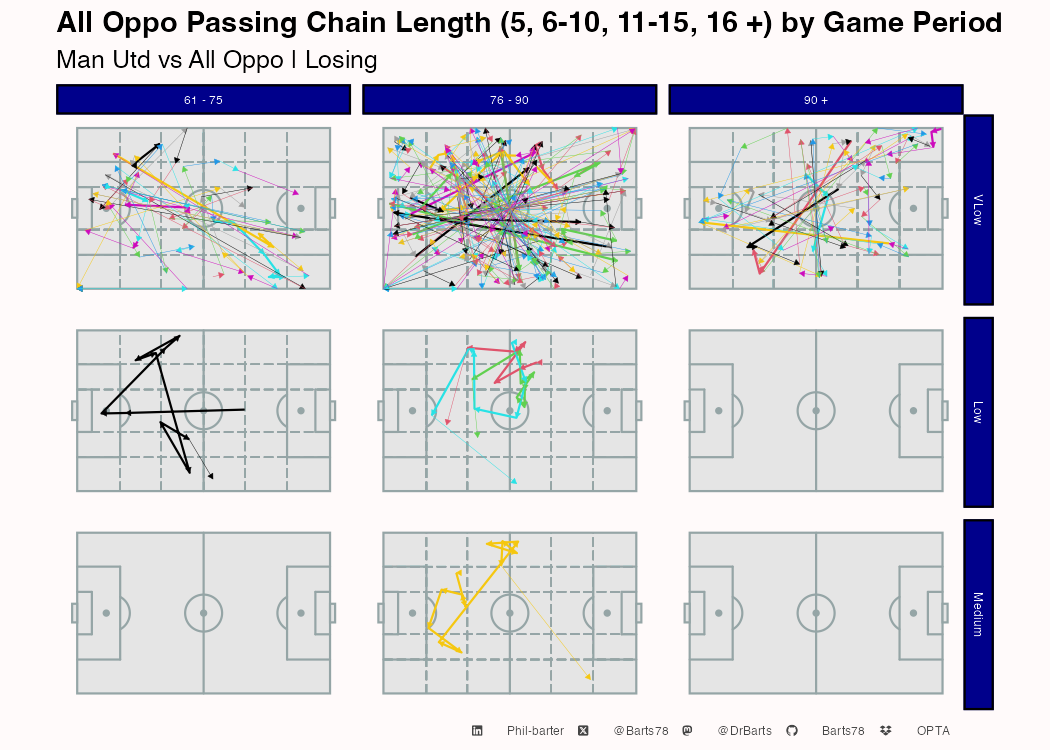 All Oppo Passing Chain Length (5, 6-10, 11-15, 16 +) by Game Period
Man Utd vs All Oppo | Losing
61 - 75
76 - 90
90 +
VLow
Low
Medium
Phil-barter @Barts78 @DrBarts Barts78 OPTA